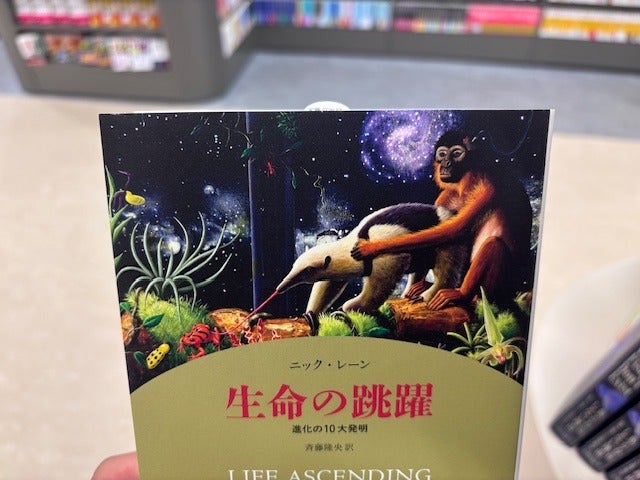 ニック・レーン
生命の跳躍
進化の10大発明
斉藤隆央 訳
LIFE ASCENDING